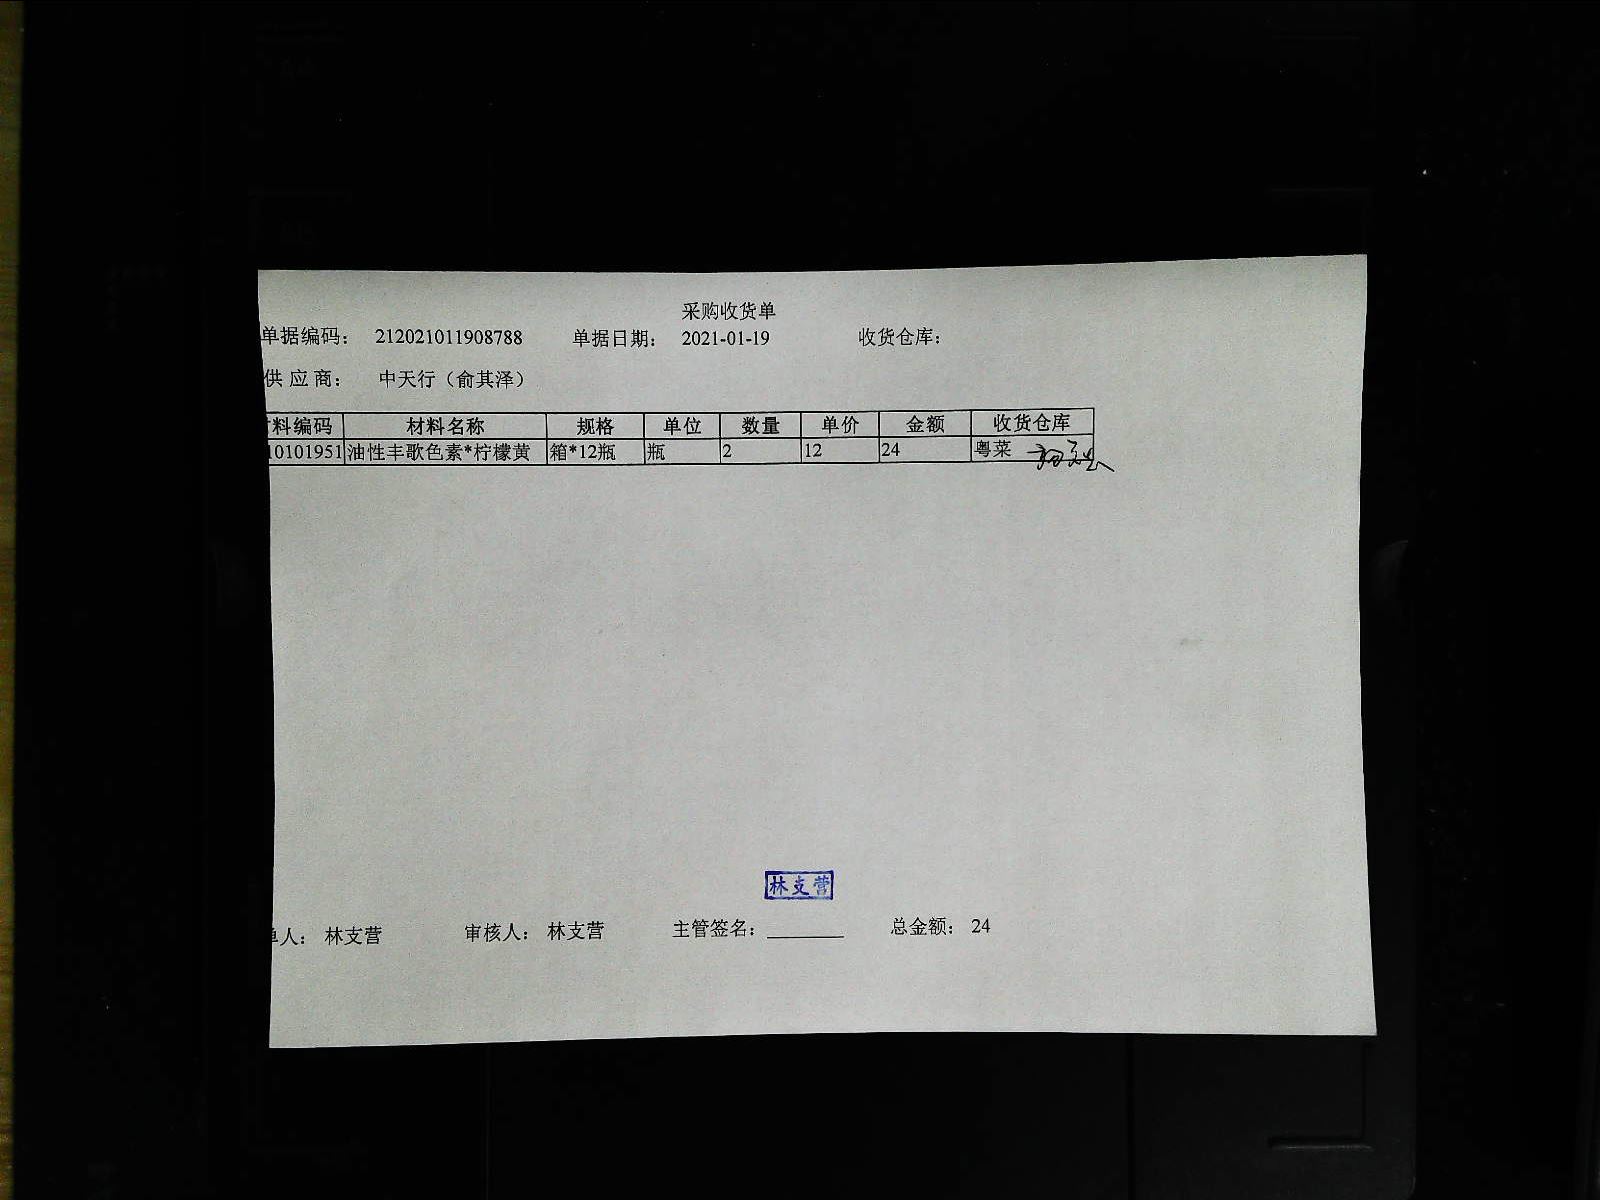 采购收货单
单据编码： 212021011908788 单据日期： 2021-01-19 收货仓库：
供 应 商： 中天行（俞其泽）
料编码 材料名称 规格 单位 数量 单价 金额 收货仓库
10101951 油性丰歌色素*柠檬黄 箱*12瓶 瓶 2 12 24 粤菜
林支营
单人： 林支营 审核人： 林支营 主管签名： 总金额： 24